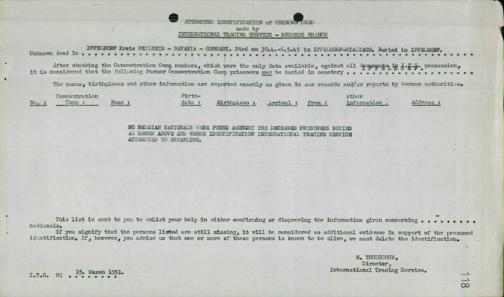 ATTEMPTED IDENTIFICATION of UNKNOWN DEAD
made by
INTERNATIONAL TRACING SERVICE - RECORDS BRANCH
Unknown dead in IFFELDORF Kreis WEILHEIM - BAVARIA - GERMANY. Died on 30.4.-6.5.45 in IFFELDORF-STALTACH. Buried in IFFELDORF.
After checking the Concentration Camp numbers, which were the only data available, against all documents in I.T.S. possession,
it is considered that the following former Concentration Camp prisoners may be buried in cemetery
The names, birthplaces and other information are reported exactly as given in our records and/or reports by German authorities.
Concentration Birth- other
No. : Camp : Name : date : Birthplace : Arrival : from : information . Address :
NO BELGIAN NATIONALS WERE FOUND AMONGST THE DECEASED PRISONERS BURIED
AS SHOWN ABOVE AND WHOSE IDENTIFICATION INTERNATIONAL TRACING SERVICE
ATTEMPTED TO ESTABLISH.
This list is sent to you to enlist your help in either confirming or disproving the information given concerning . . . . . . . .
nationals.
If you signify that the persons listed are still missing, it will be considered as additional evidence in support of the presumed
identification. If, however, you advise us that one or more of these persons is known to be alive, we must delete the identification.
Director,
International Tracing Service.
I.T.S. 15. March 1951.
118